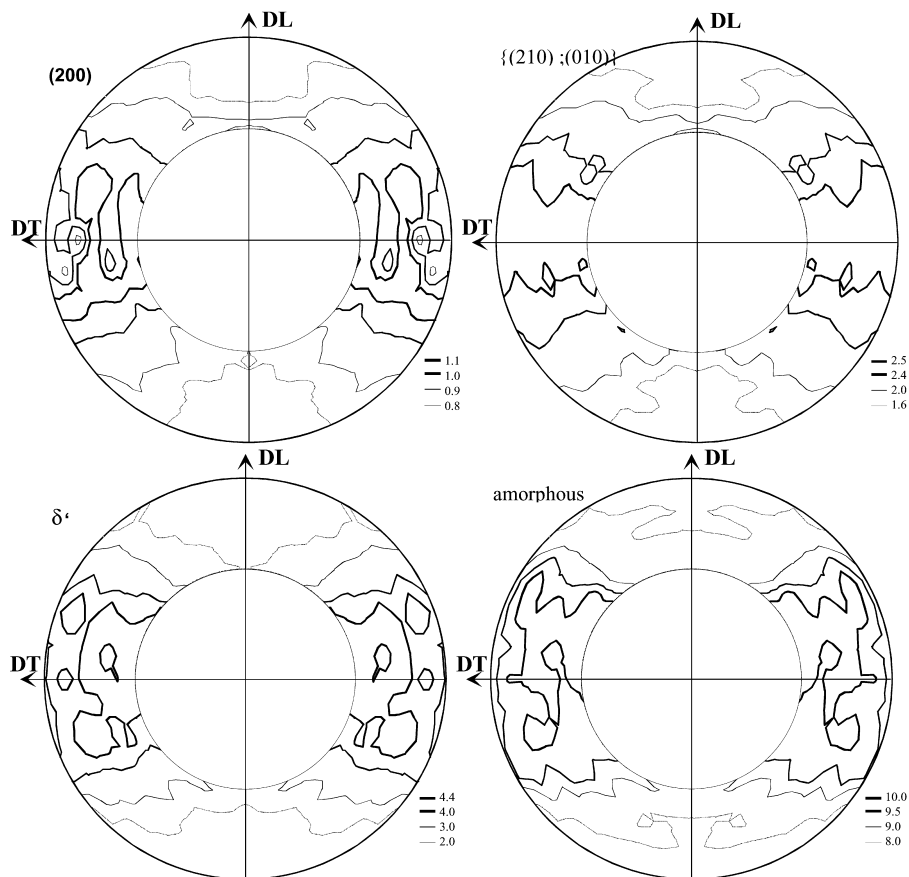 DL
(200)
DT
1.1
1.0
0.9
0.8
DL
{(210) ;(010)}
DT
2.5
2.4
2.0
1.6
DL
δ‘
DT
4.4
4.0
3.0
2.0
DL
amorphous
DT
10.0
9.5
9.0
8.0